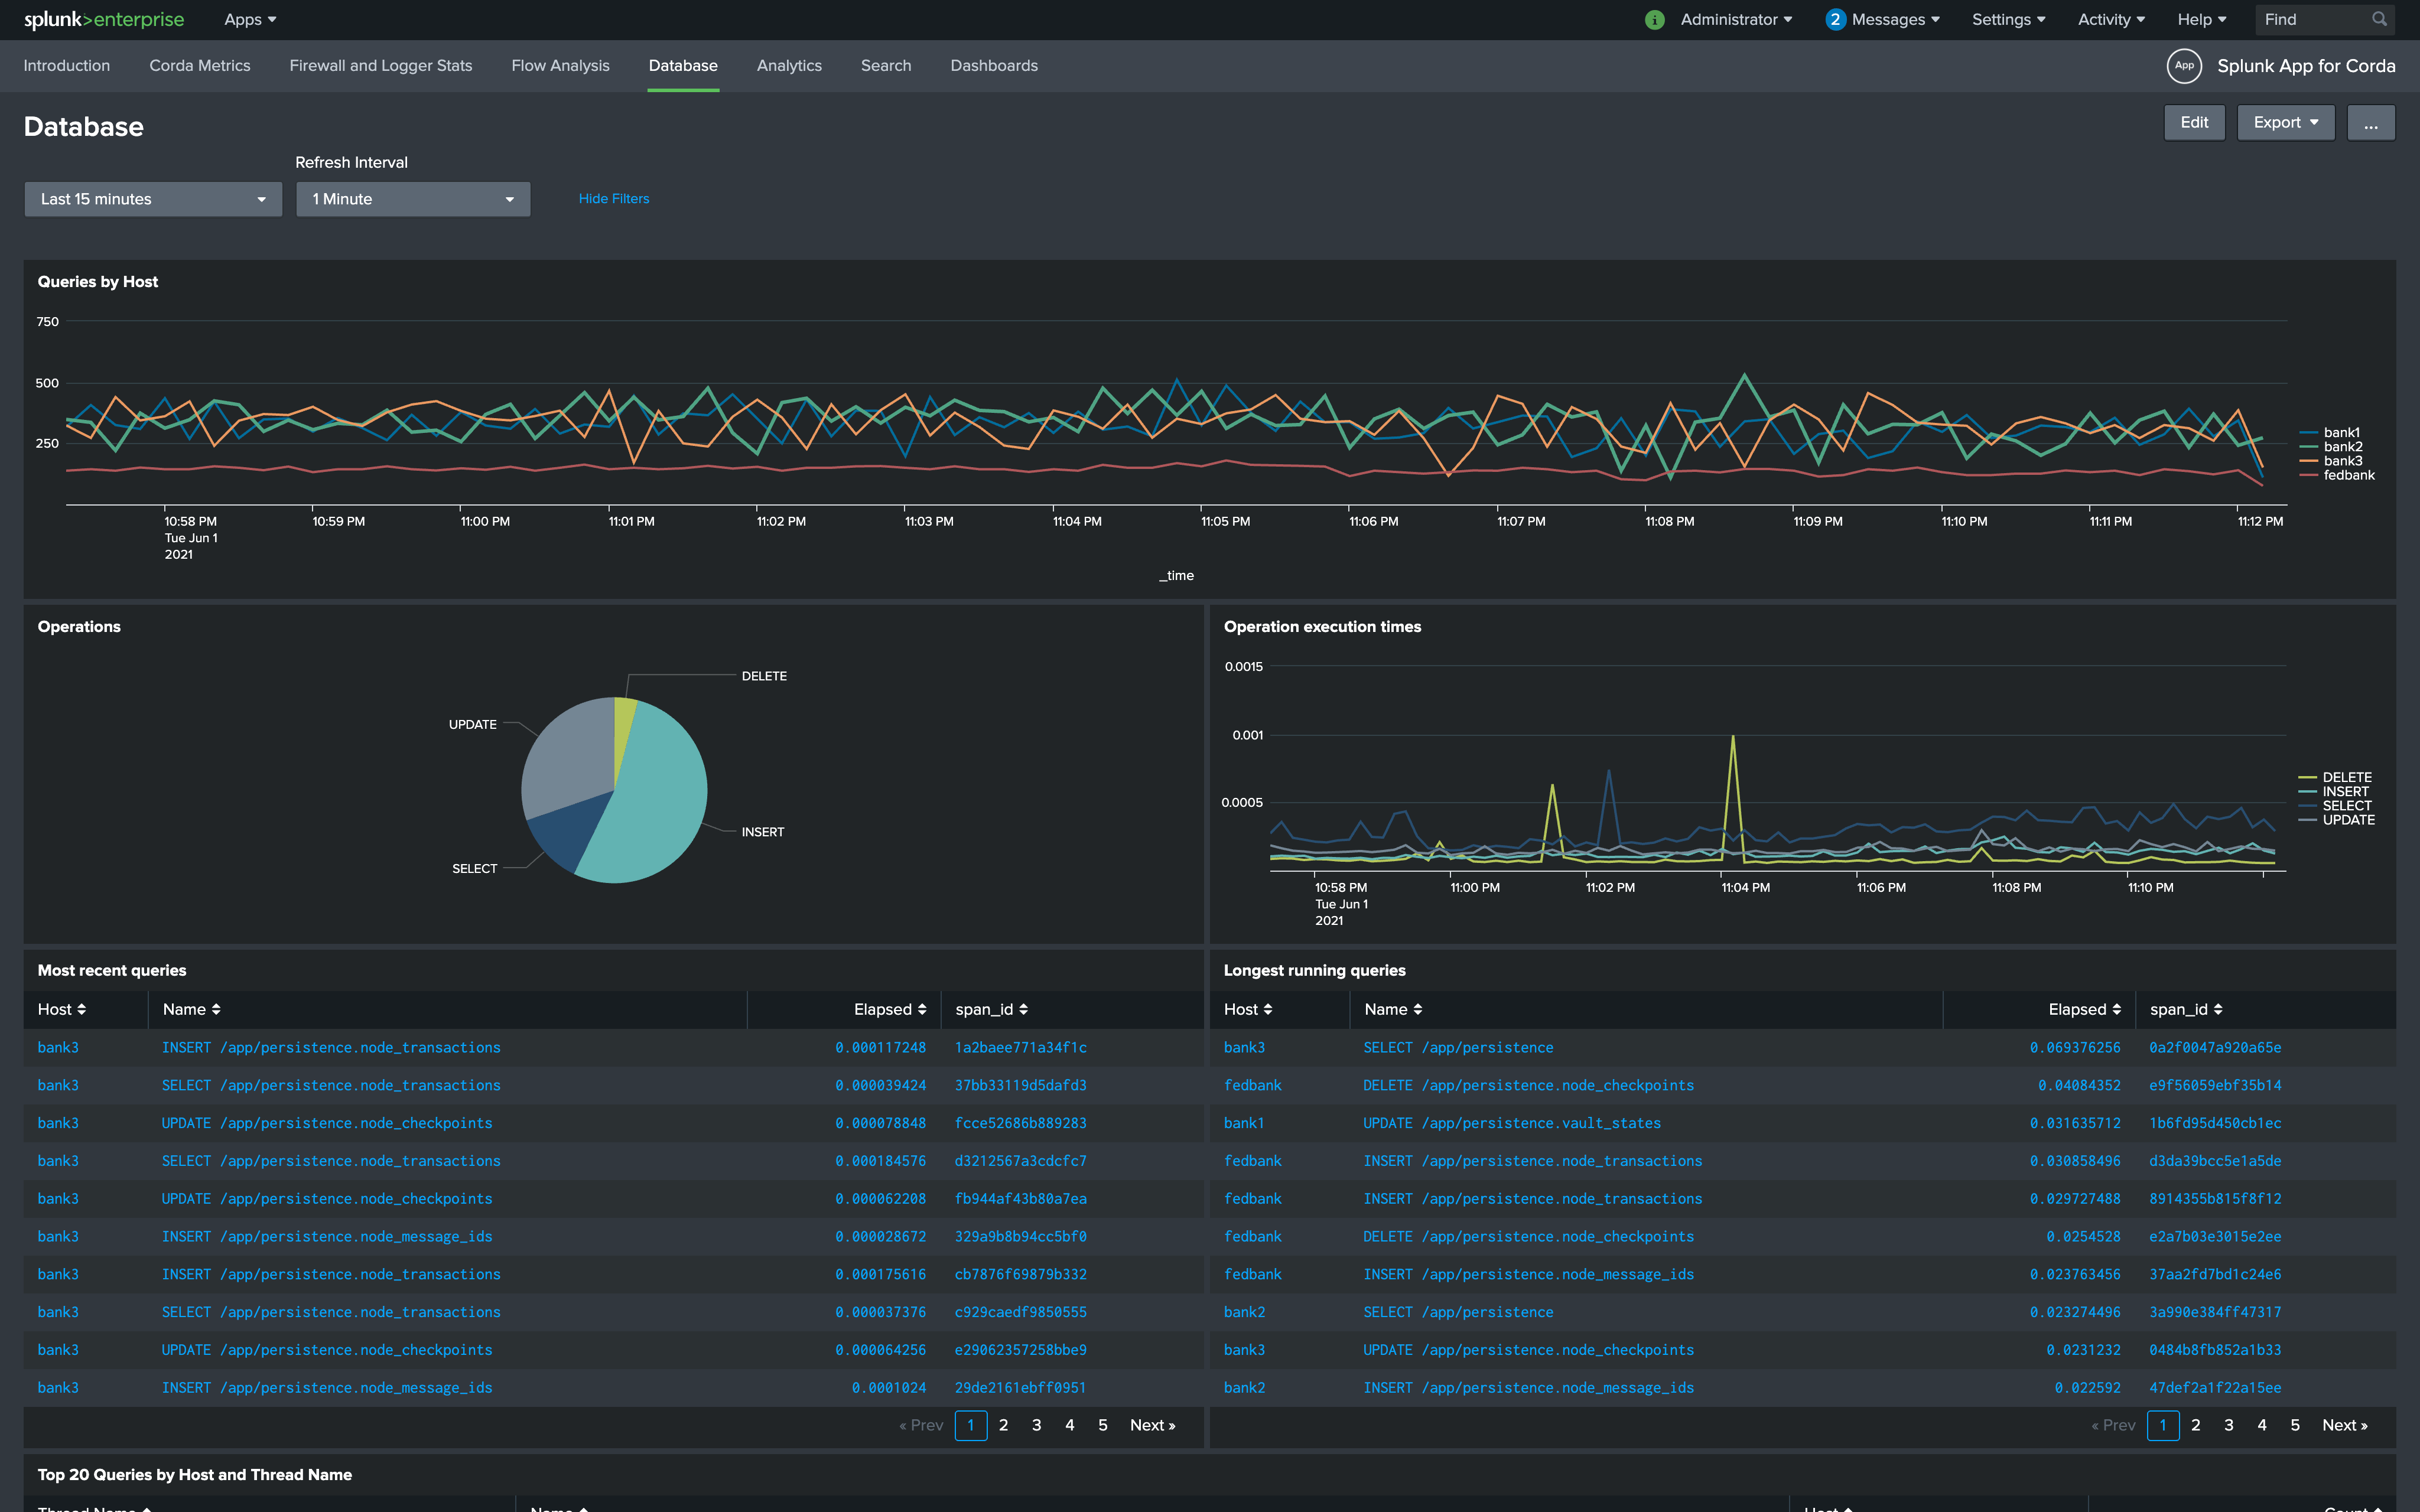 splunk>enterprise Apps Administrator 2 Messages Settings Activity Help Find
Introduction Corda Metrics Firewall and Logger Stats Flow Analysis Database Analytics Search Dashboards App Splunk App for Corda
Database Edit Export ...
Refresh Interval
Last 15 minutes 1 Minute Hide Filters
Queries by Host
750
500
250
bank1
bank2
bank3
fedbank
10:58 PM 10:59 PM 11:00 PM 11:01 PM 11:02 PM 11:03 PM 11:04 PM 11:05 PM 11:06 PM 11:07 PM 11:08 PM 11:09 PM 11:10 PM 11:11 PM 11:12 PM
Tue Jun 1
2021
_time
Operations
DELETE
UPDATE
INSERT
SELECT
Operation execution times
0.0015
0.001
0.0005
DELETE
INSERT
SELECT
UPDATE
10:58 PM 11:00 PM 11:02 PM 11:04 PM 11:06 PM 11:08 PM 11:10 PM
Tue Jun 1
2021
Most recent queries
Host Name Elapsed span_id
bank3 INSERT /app/persistence.node_transactions 0.000117248 1a2baee771a34f1c
bank3 SELECT /app/persistence.node_transactions 0.000039424 37bb33119d5dafd3
bank3 UPDATE /app/persistence.node_checkpoints 0.000078848 fcce52686b889283
bank3 SELECT /app/persistence.node_transactions 0.000184576 d3212567a3cdcfc7
bank3 UPDATE /app/persistence.node_checkpoints 0.000062208 fb944af43b80a7ea
bank3 INSERT /app/persistence.node_message_ids 0.000028672 329a9b8b94cc5bf0
bank3 INSERT /app/persistence.node_transactions 0.000175616 cb7876f69879b332
bank3 SELECT /app/persistence.node_transactions 0.000037376 c929caedf9850555
bank3 UPDATE /app/persistence.node_checkpoints 0.000064256 e29062357258bbe9
bank3 INSERT /app/persistence.node_message_ids 0.0001024 29de2161ebff0951
« Prev 1 2 3 4 5 Next »
Longest running queries
Host Name Elapsed span_id
bank3 SELECT /app/persistence 0.069376256 0a2f0047a920a65e
fedbank DELETE /app/persistence.node_checkpoints 0.04084352 e9f56059ebf35b14
bank1 UPDATE /app/persistence.vault_states 0.031635712 1b6fd95d450cb1ec
fedbank INSERT /app/persistence.node_transactions 0.030858496 d3da39bcc5e1a5de
fedbank INSERT /app/persistence.node_transactions 0.029727488 8914355b815f8f12
fedbank DELETE /app/persistence.node_checkpoints 0.0254528 e2a7b03e3015e2ee
fedbank INSERT /app/persistence.node_message_ids 0.023763456 37aa2fd7bd1c24e6
bank2 SELECT /app/persistence 0.023274496 3a990e384ff47317
bank3 UPDATE /app/persistence.node_checkpoints 0.0231232 0484b8fb852a1b33
bank2 INSERT /app/persistence.node_message_ids 0.022592 47def2a1f22a15ee
« Prev 1 2 3 4 5 Next »
Top 20 Queries by Host and Thread Name
Thread Name Name Host Count